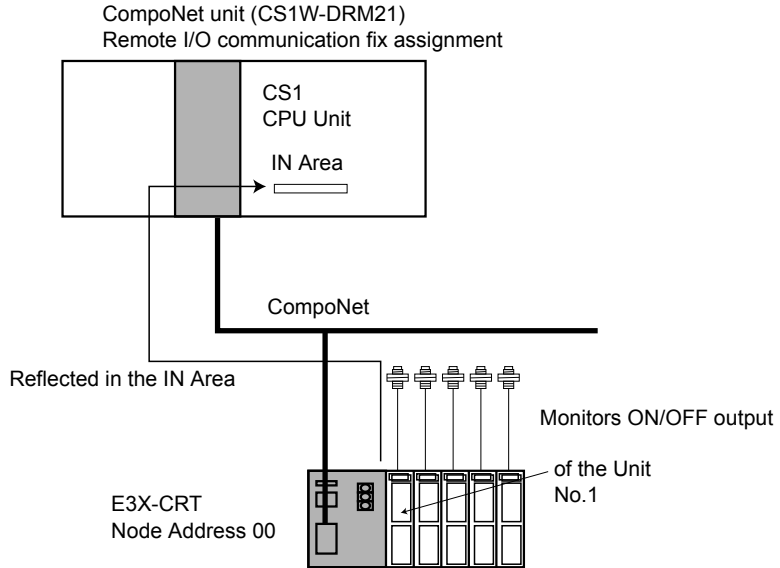 CompoNet unit (CS1W-DRM21)
Remote I/O communication fix assignment
CS1
CPU Unit
IN Area
CompoNet
Reflected in the IN Area
Monitors ON/OFF output
of the Unit
No.1
E3X-CRT
Node Address 00